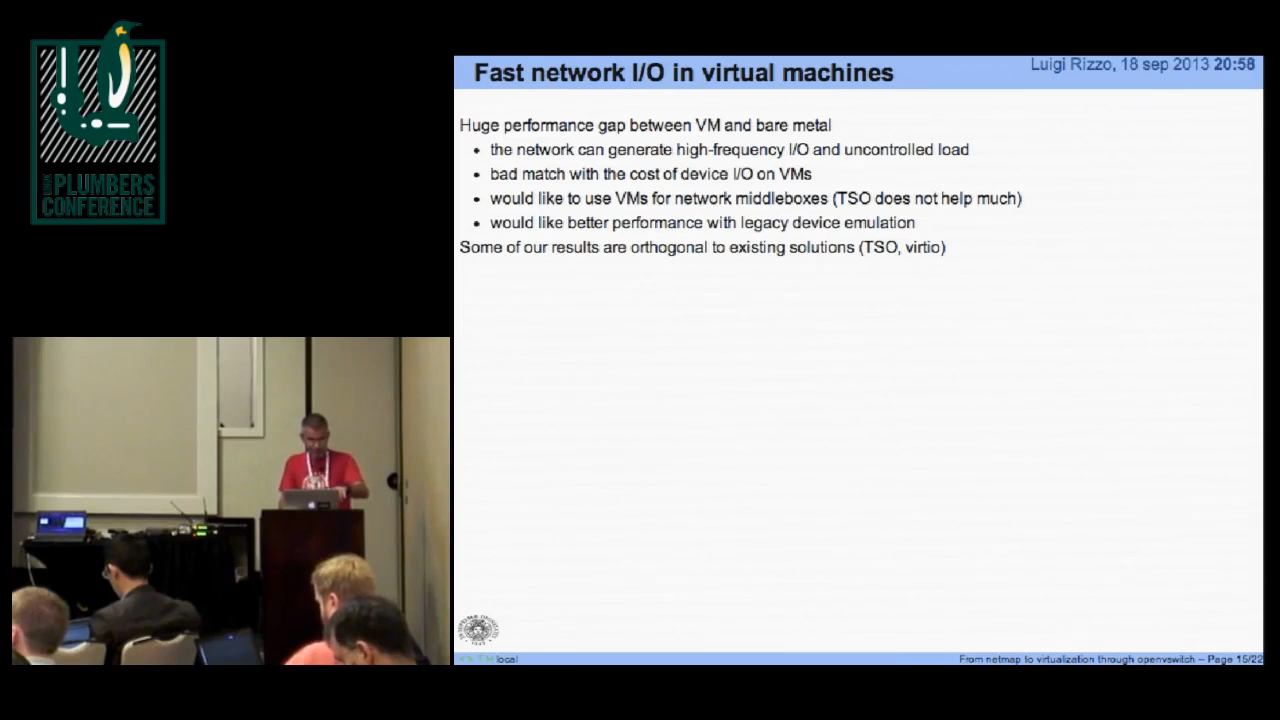 LINUX
PLUMBERS
CONFERENCE
Fast network I/O in virtual machines
Luigi Rizzo, 18 sep 2013 20:58
Huge performance gap between VM and bare metal
• the network can generate high-frequency I/O and uncontrolled load
• bad match with the cost of device I/O on VMs
• would like to use VMs for network middleboxes (TSO does not help much)
• would like better performance with legacy device emulation
Some of our results are orthogonal to existing solutions (TSO, virtio)
local
From netmap to virtualization through openvswitch – Page 15/22